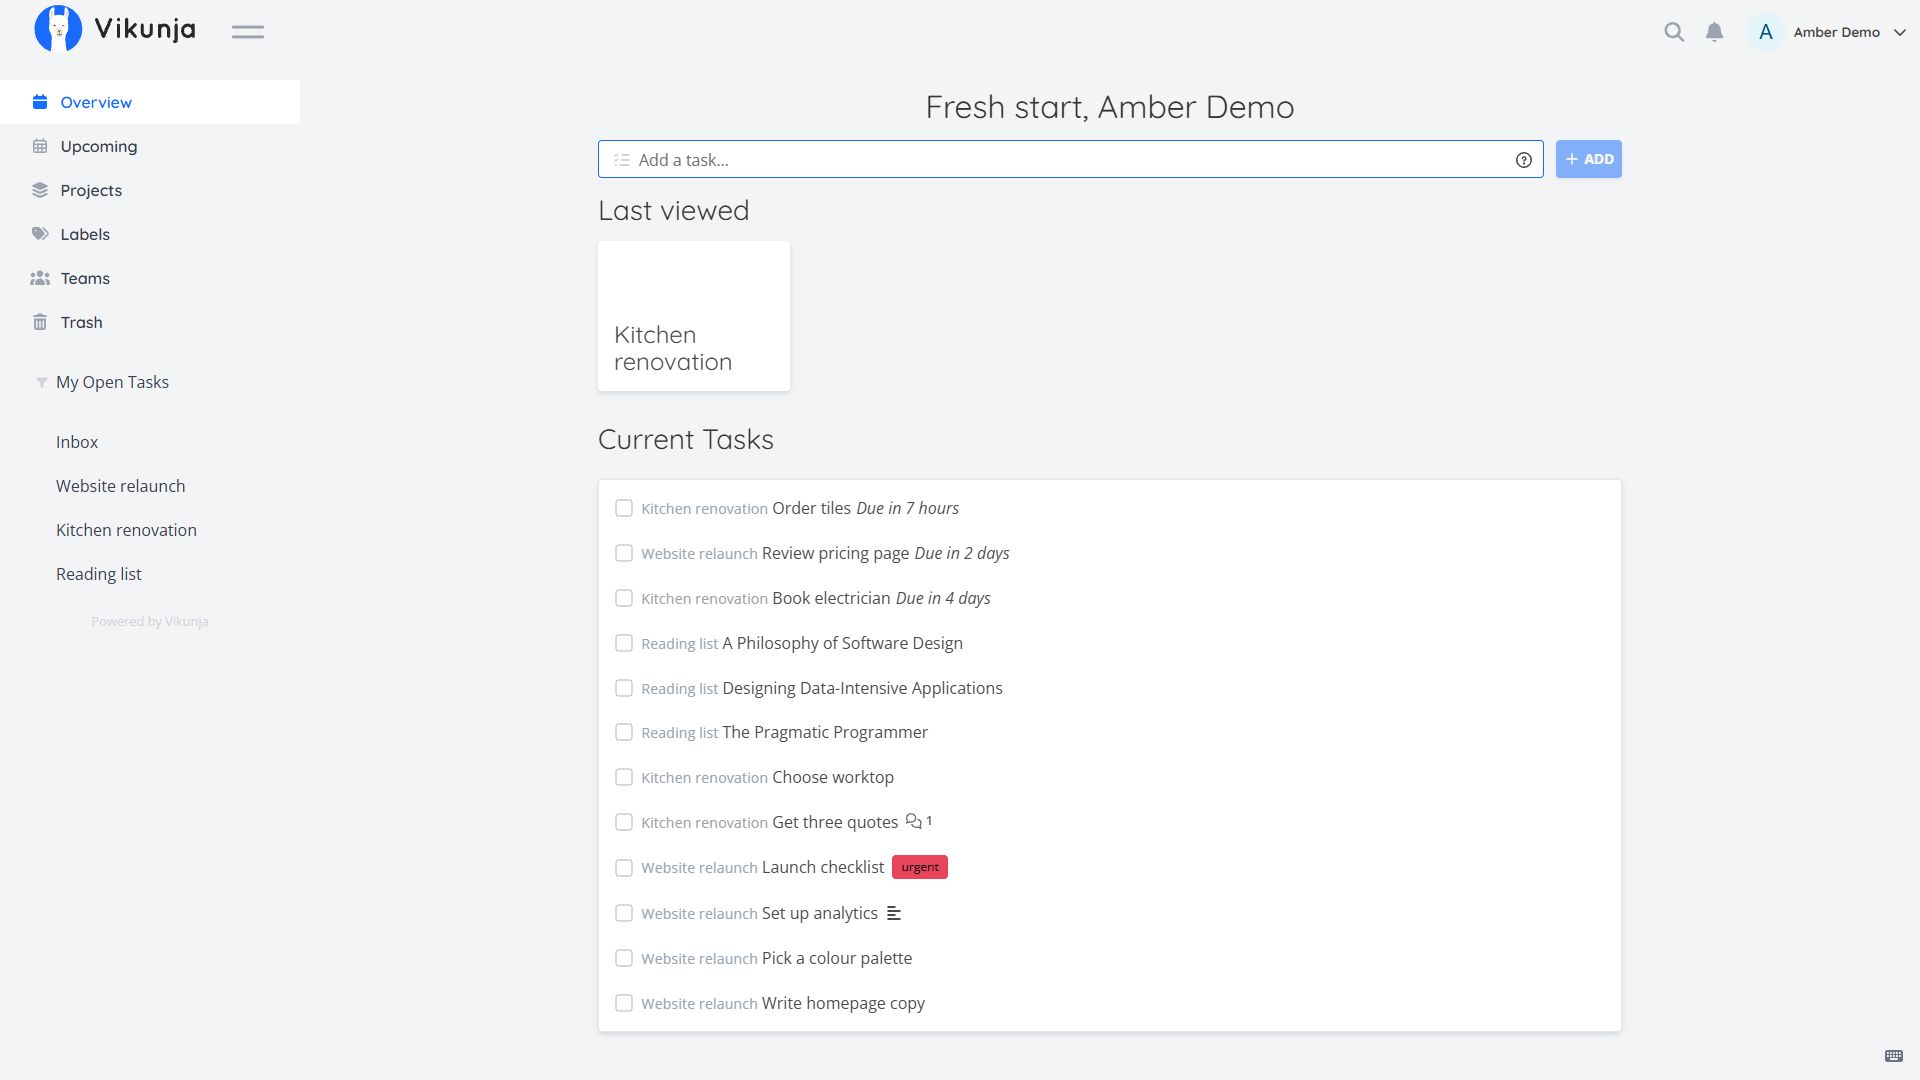 Vikunja
A Amber Demo
Overview
Upcoming
Projects
Labels
Teams
Trash
My Open Tasks
Inbox
Website relaunch
Kitchen renovation
Reading list
Powered by Vikunja
Fresh start, Amber Demo
Add a task...
+ ADD
Last viewed
Kitchen
renovation
Current Tasks
Kitchen renovation Order tiles Due in 7 hours
Website relaunch Review pricing page Due in 2 days
Kitchen renovation Book electrician Due in 4 days
Reading list A Philosophy of Software Design
Reading list Designing Data-Intensive Applications
Reading list The Pragmatic Programmer
Kitchen renovation Choose worktop
Kitchen renovation Get three quotes 1
Website relaunch Launch checklist urgent
Website relaunch Set up analytics
Website relaunch Pick a colour palette
Website relaunch Write homepage copy